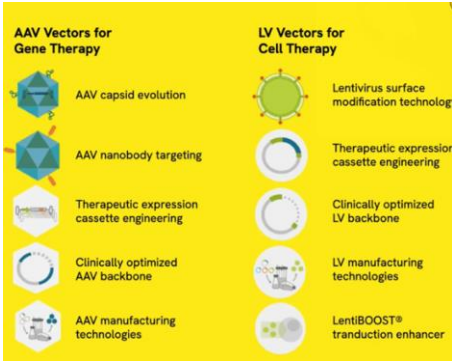 AAV Vectors for
Gene Therapy
AAV capsid evolution
AAV nanobody targeting
Therapeutic expression
cassette engineering
Clinically optimized
AAV backbone
AAV manufacturing
technologies
LV Vectors for
Cell Therapy
Lentivirus surface
modification technolog
Therapeutic expression
cassette engineering
Clinically optimized
LV backbone
LV manufacturing
technologies
LentiBOOST®
tranduction enhancer